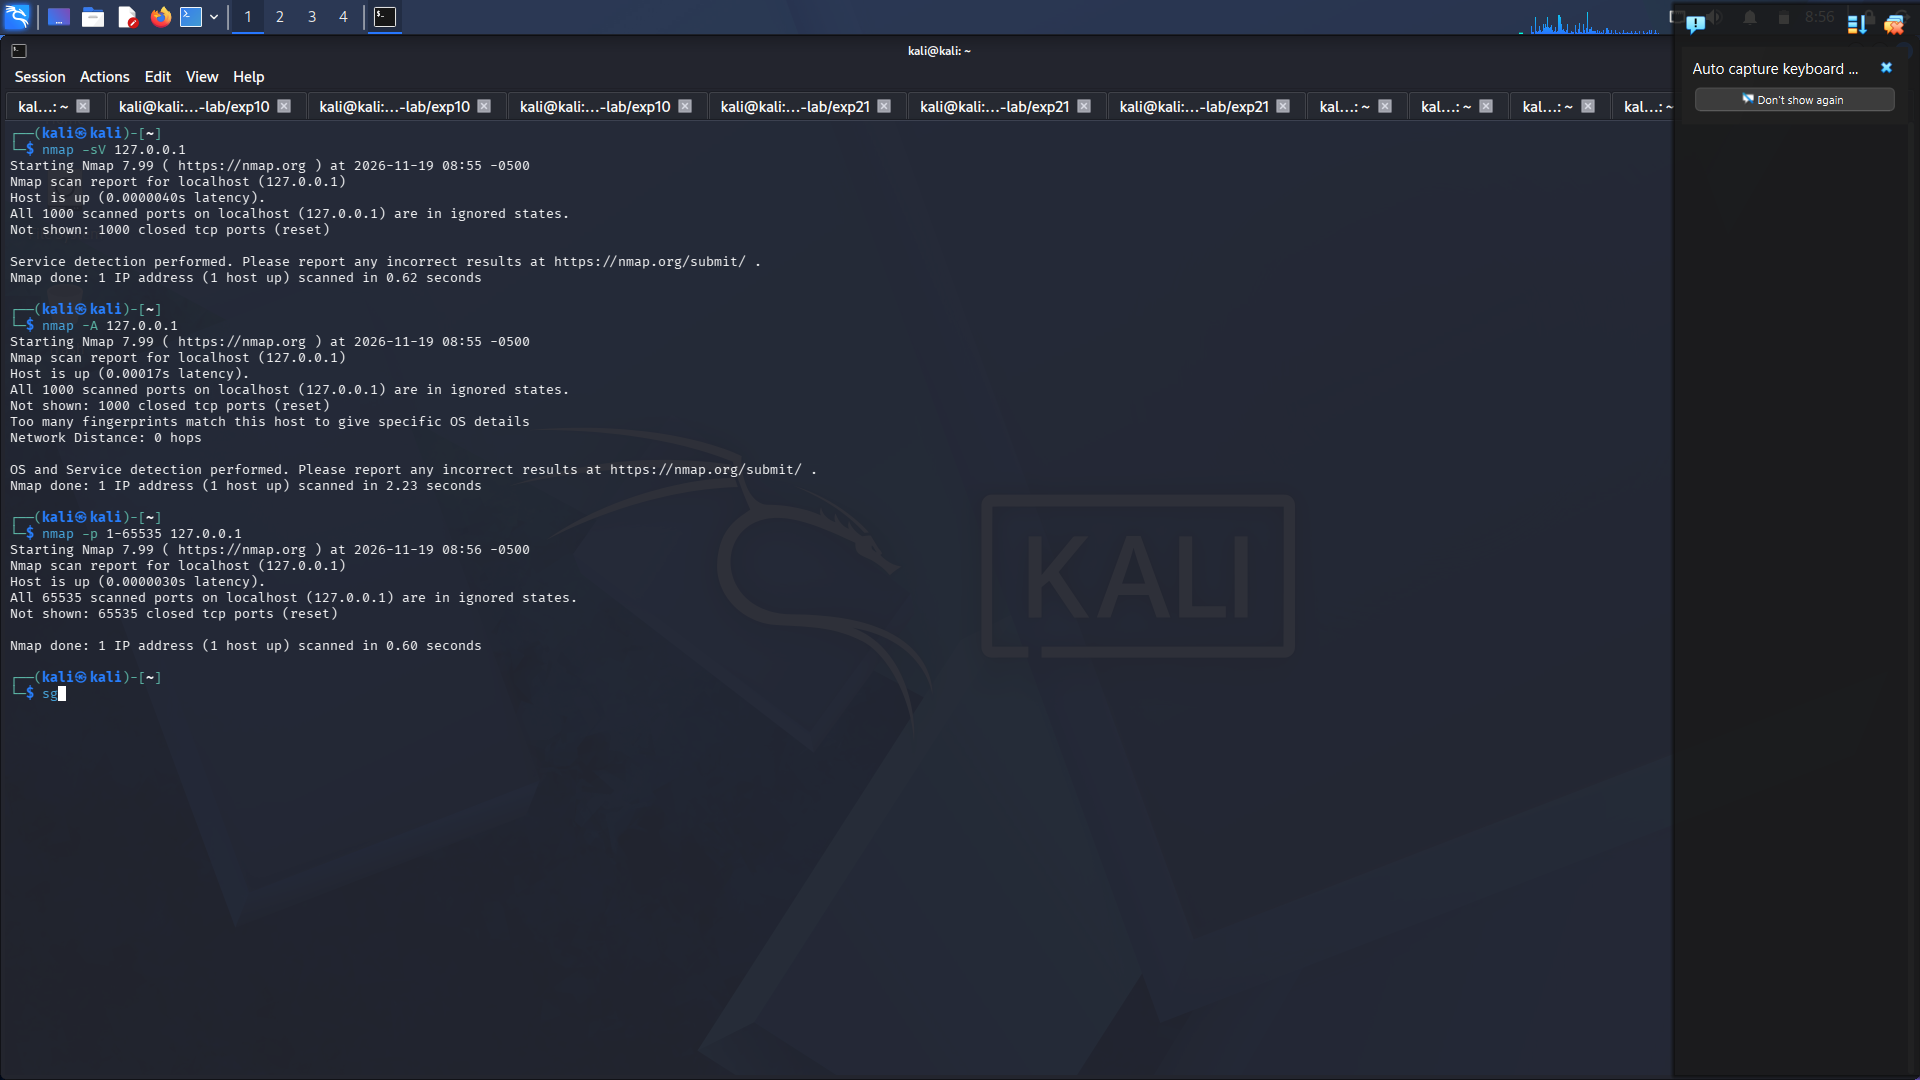 1 2 3 4
8:56
kali@kali: ~
Session Actions Edit View Help
kal...: ~ kali@kali:...-lab/exp10 kali@kali:...-lab/exp10 kali@kali:...-lab/exp10 kali@kali:...-lab/exp21 kali@kali:...-lab/exp21 kali@kali:...-lab/exp21 kal...: ~ kal...: ~ kal...: ~ kal...: ~
Auto capture keyboard ...
Don't show again
┌──(kali㉿kali)-[~]
└─$ nmap -sV 127.0.0.1
Starting Nmap 7.99 ( https://nmap.org ) at 2026-11-19 08:55 -0500
Nmap scan report for localhost (127.0.0.1)
Host is up (0.0000040s latency).
All 1000 scanned ports on localhost (127.0.0.1) are in ignored states.
Not shown: 1000 closed tcp ports (reset)
Service detection performed. Please report any incorrect results at https://nmap.org/submit/ .
Nmap done: 1 IP address (1 host up) scanned in 0.62 seconds
┌──(kali㉿kali)-[~]
└─$ nmap -A 127.0.0.1
Starting Nmap 7.99 ( https://nmap.org ) at 2026-11-19 08:55 -0500
Nmap scan report for localhost (127.0.0.1)
Host is up (0.00017s latency).
All 1000 scanned ports on localhost (127.0.0.1) are in ignored states.
Not shown: 1000 closed tcp ports (reset)
Too many fingerprints match this host to give specific OS details
Network Distance: 0 hops
OS and Service detection performed. Please report any incorrect results at https://nmap.org/submit/ .
Nmap done: 1 IP address (1 host up) scanned in 2.23 seconds
┌──(kali㉿kali)-[~]
└─$ nmap -p 1-65535 127.0.0.1
Starting Nmap 7.99 ( https://nmap.org ) at 2026-11-19 08:56 -0500
Nmap scan report for localhost (127.0.0.1)
Host is up (0.0000030s latency).
All 65535 scanned ports on localhost (127.0.0.1) are in ignored states.
Not shown: 65535 closed tcp ports (reset)
Nmap done: 1 IP address (1 host up) scanned in 0.60 seconds
┌──(kali㉿kali)-[~]
└─$ sg
KALI